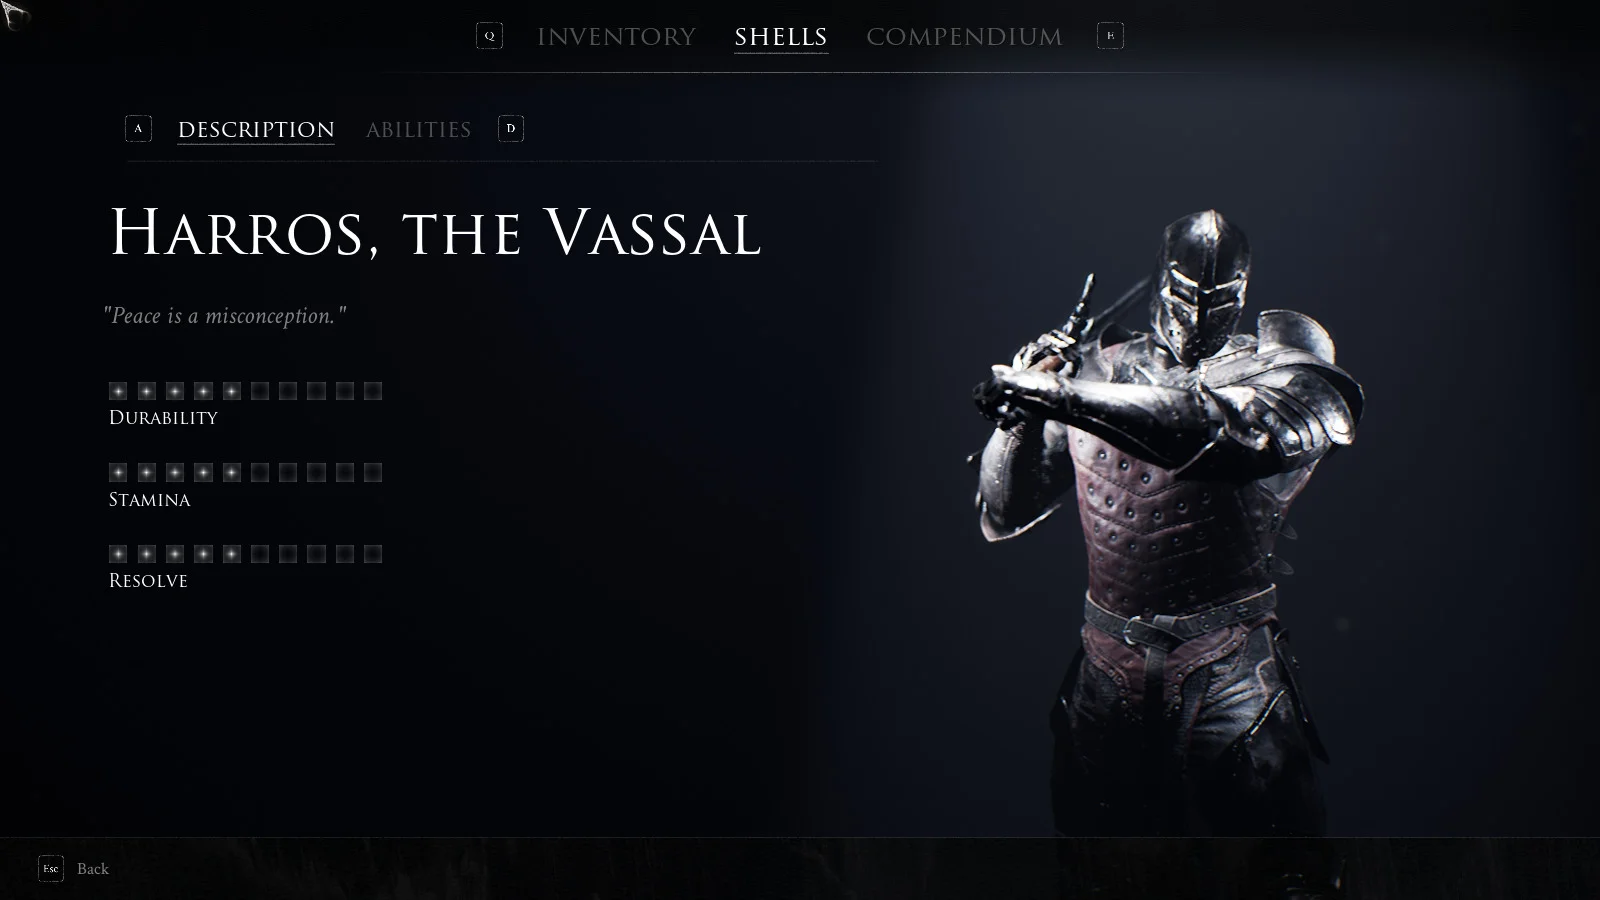 Q INVENTORY SHELLS COMPENDIUM E
A DESCRIPTION ABILITIES D
HARROS, THE VASSAL
"Peace is a misconception."
DURABILITY
STAMINA
RESOLVE
Esc Back